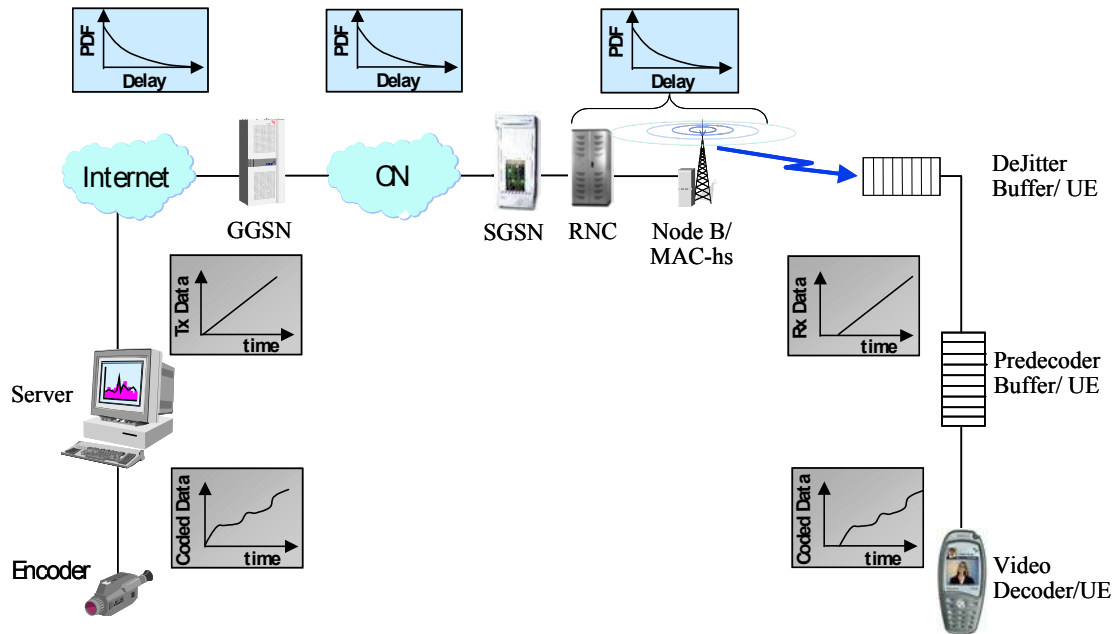 PDF
Delay
PDF
Delay
PDF
Delay
Internet
GGSN
CN
SGSN
RNC
Node B/
MAC-hs
DeJitter
Buffer/ UE
Tx Data
time
Rx Data
time
Server
Predecoder
Buffer/ UE
Coded Data
time
Coded Data
time
Encoder
Video
Decoder/UE